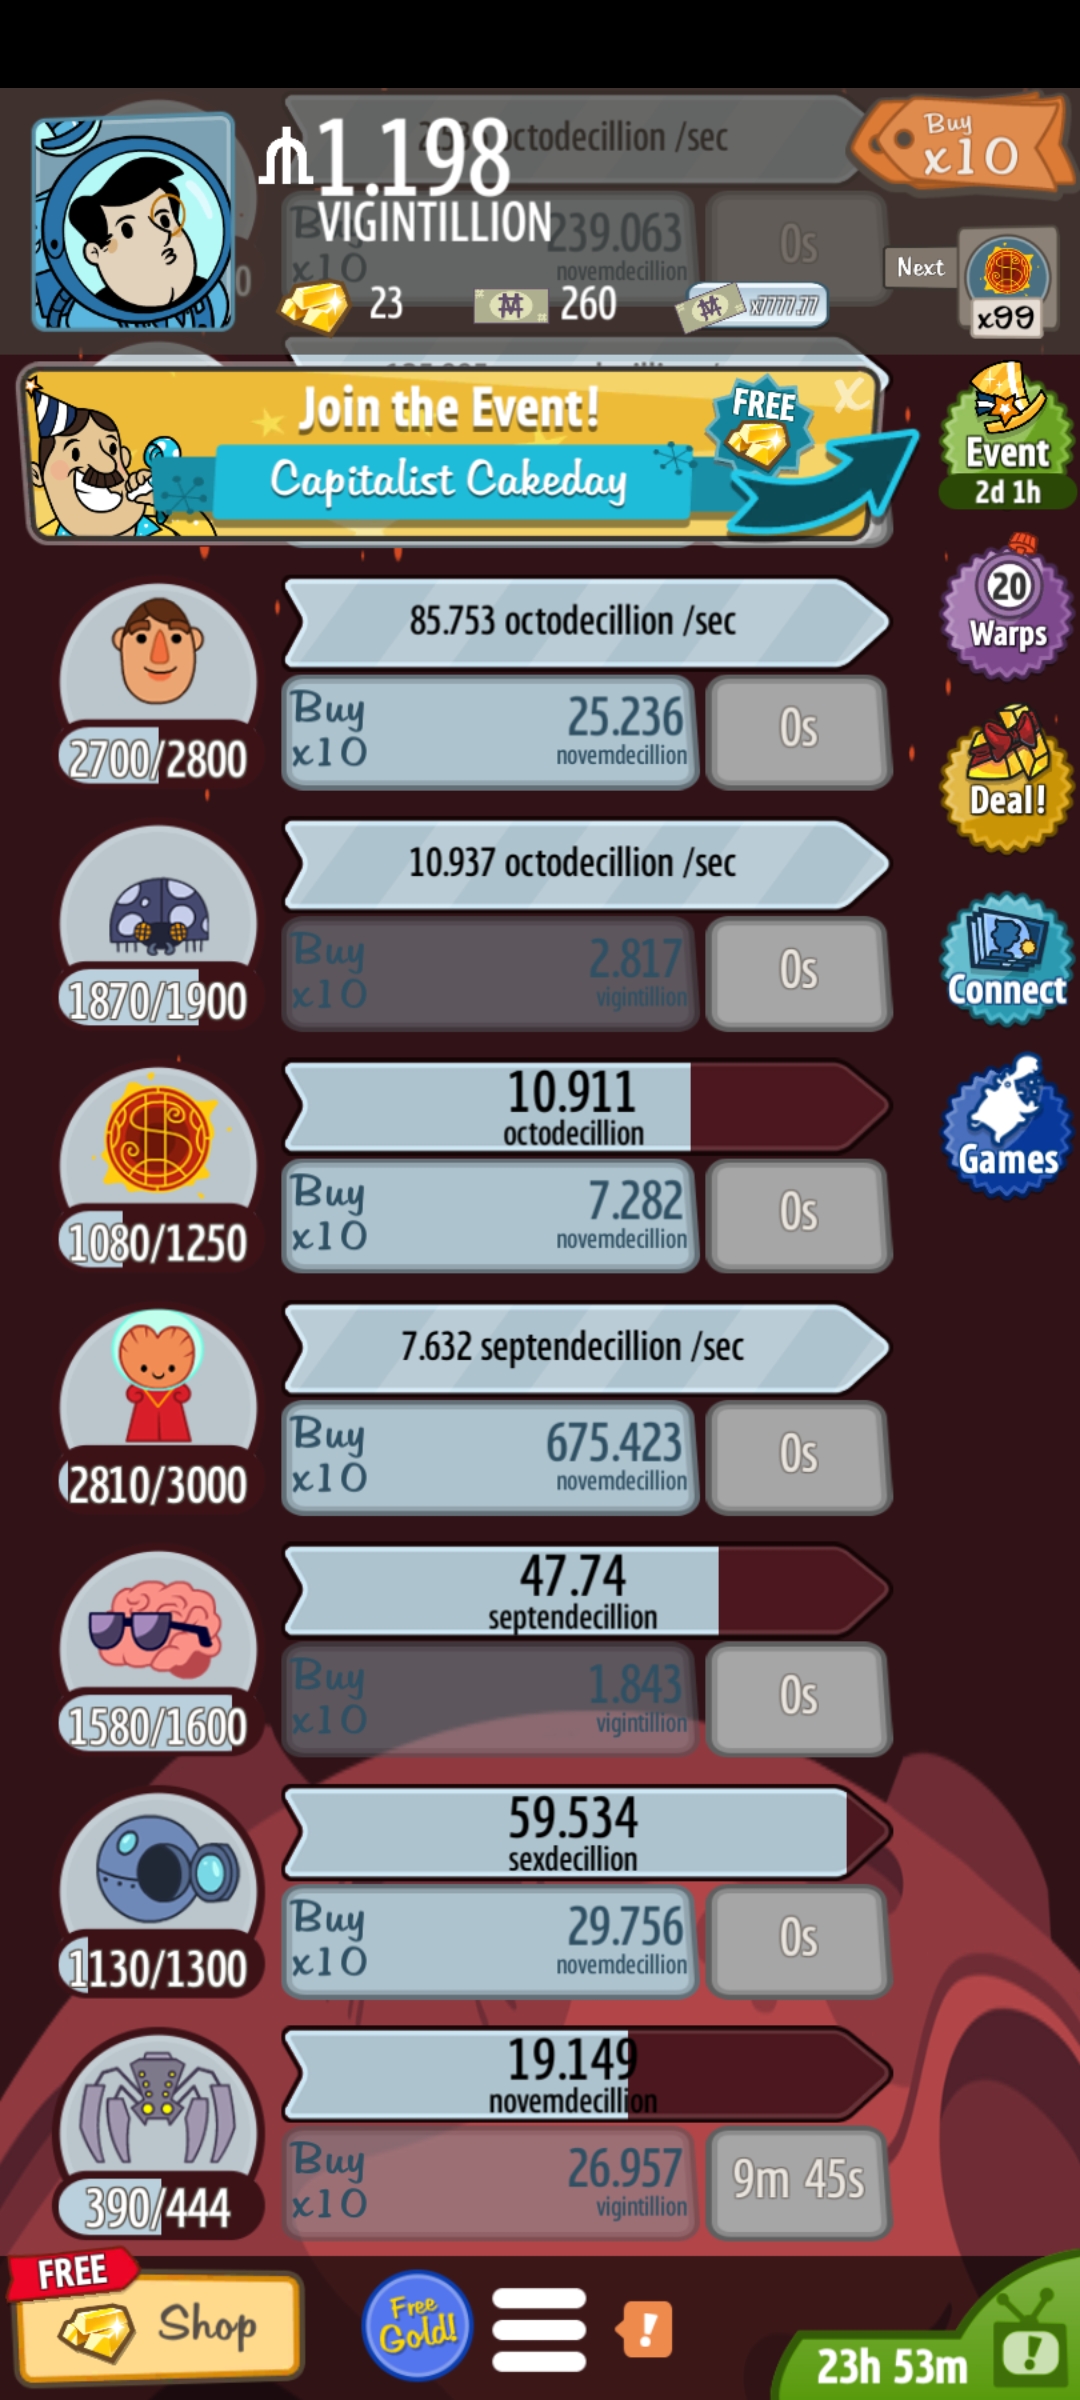 1.198
VIGINTILLION
octodecillion /sec
Buy
x10
Buy
x10
239.063
novemdecillion
0s
23
260
x7777.77
Next
x99
Join the Event!
Capitalist Cakeday
FREE
X
Event
2d 1h
85.753 octodecillion /sec
2700/2800
Buy
x10
25.236
novemdecillion
0s
20
Warps
Deal!
10.937 octodecillion /sec
1870/1900
Buy
x10
2.817
vigintillion
0s
Connect
10.911
octodecillion
1080/1250
Buy
x10
7.282
novemdecillion
0s
Games
7.632 septendecillion /sec
2810/3000
Buy
x10
675.423
novemdecillion
0s
47.74
septendecillion
1580/1600
Buy
x10
1.843
vigintillion
0s
59.534
sexdecillion
1130/1300
Buy
x10
29.756
novemdecillion
0s
19.149
novemdecillion
390/444
Buy
x10
26.957
vigintillion
9m 45s
FREE
Shop
Free
Gold!
!
23h 53m
!